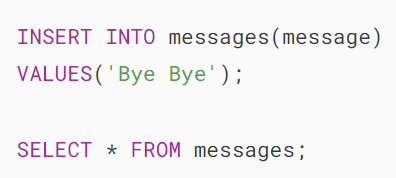 INSERT INTO messages(message)
VALUES('Bye Bye');
SELECT * FROM messages;